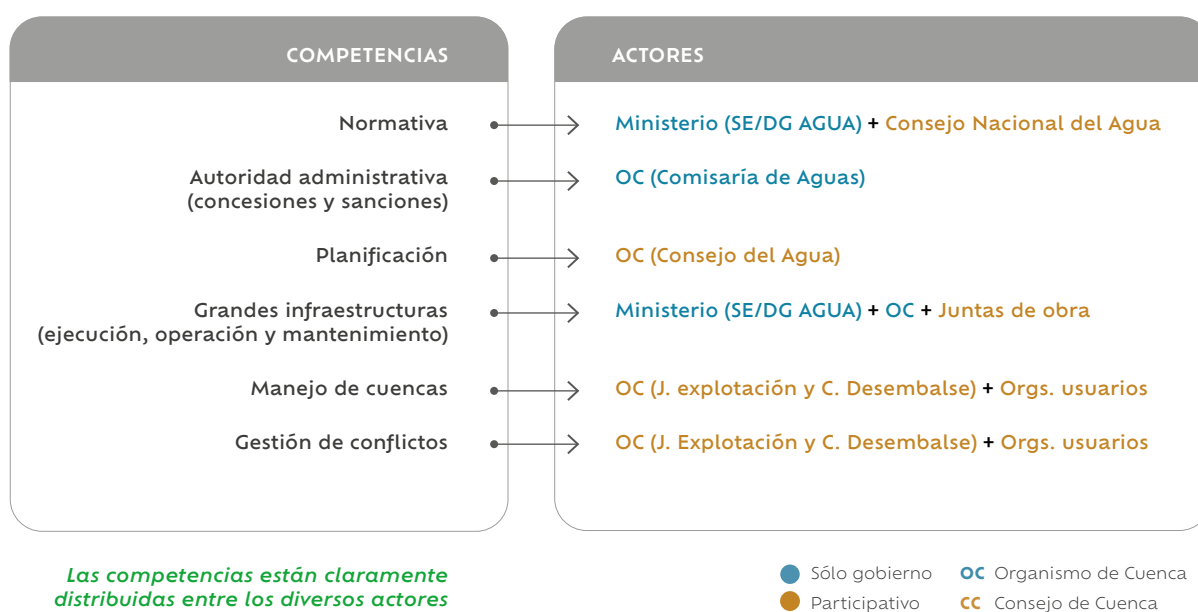 COMPETENCIAS
ACTORES
Normativa
Ministerio (SE/DG AGUA) + Consejo Nacional del Agua
Autoridad administrativa
(concesiones y sanciones)
OC (Comisaría de Aguas)
Planificación
OC (Consejo del Agua)
Grandes infraestructuras
(ejecución, operación y mantenimiento)
Ministerio (SE/DG AGUA) + OC + Juntas de obra
Manejo de cuencas
OC (J. explotación y C. Desembalse) + Orgs. usuarios
Gestión de conflictos
OC (J. Explotación y C. Desembalse) + Orgs. usuarios
Las competencias están claramente
distribuidas entre los diversos actores
Sólo gobierno
OC Organismo de Cuenca
Participativo
CC Consejo de Cuenca